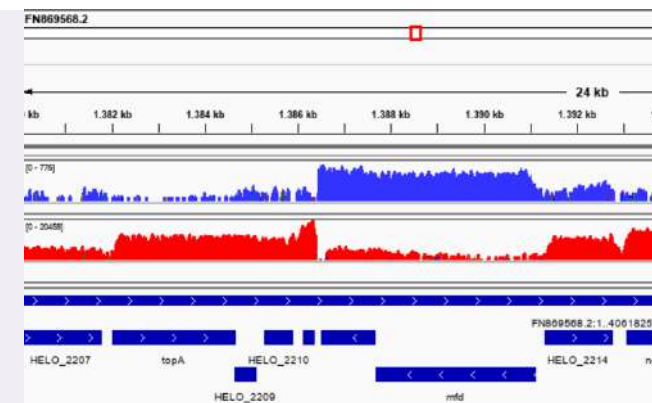 FN869568.2
24 kb
kb 1.382 kb 1.384 kb 1.386 kb 1.388 kb 1.390 kb 1.392 kb
[0 - 775]
[0 - 20458]
FN869568.2:1..4061825
HELO_2207 topA HELO_2210 HELO_2214 n
HELO_2209 mfd